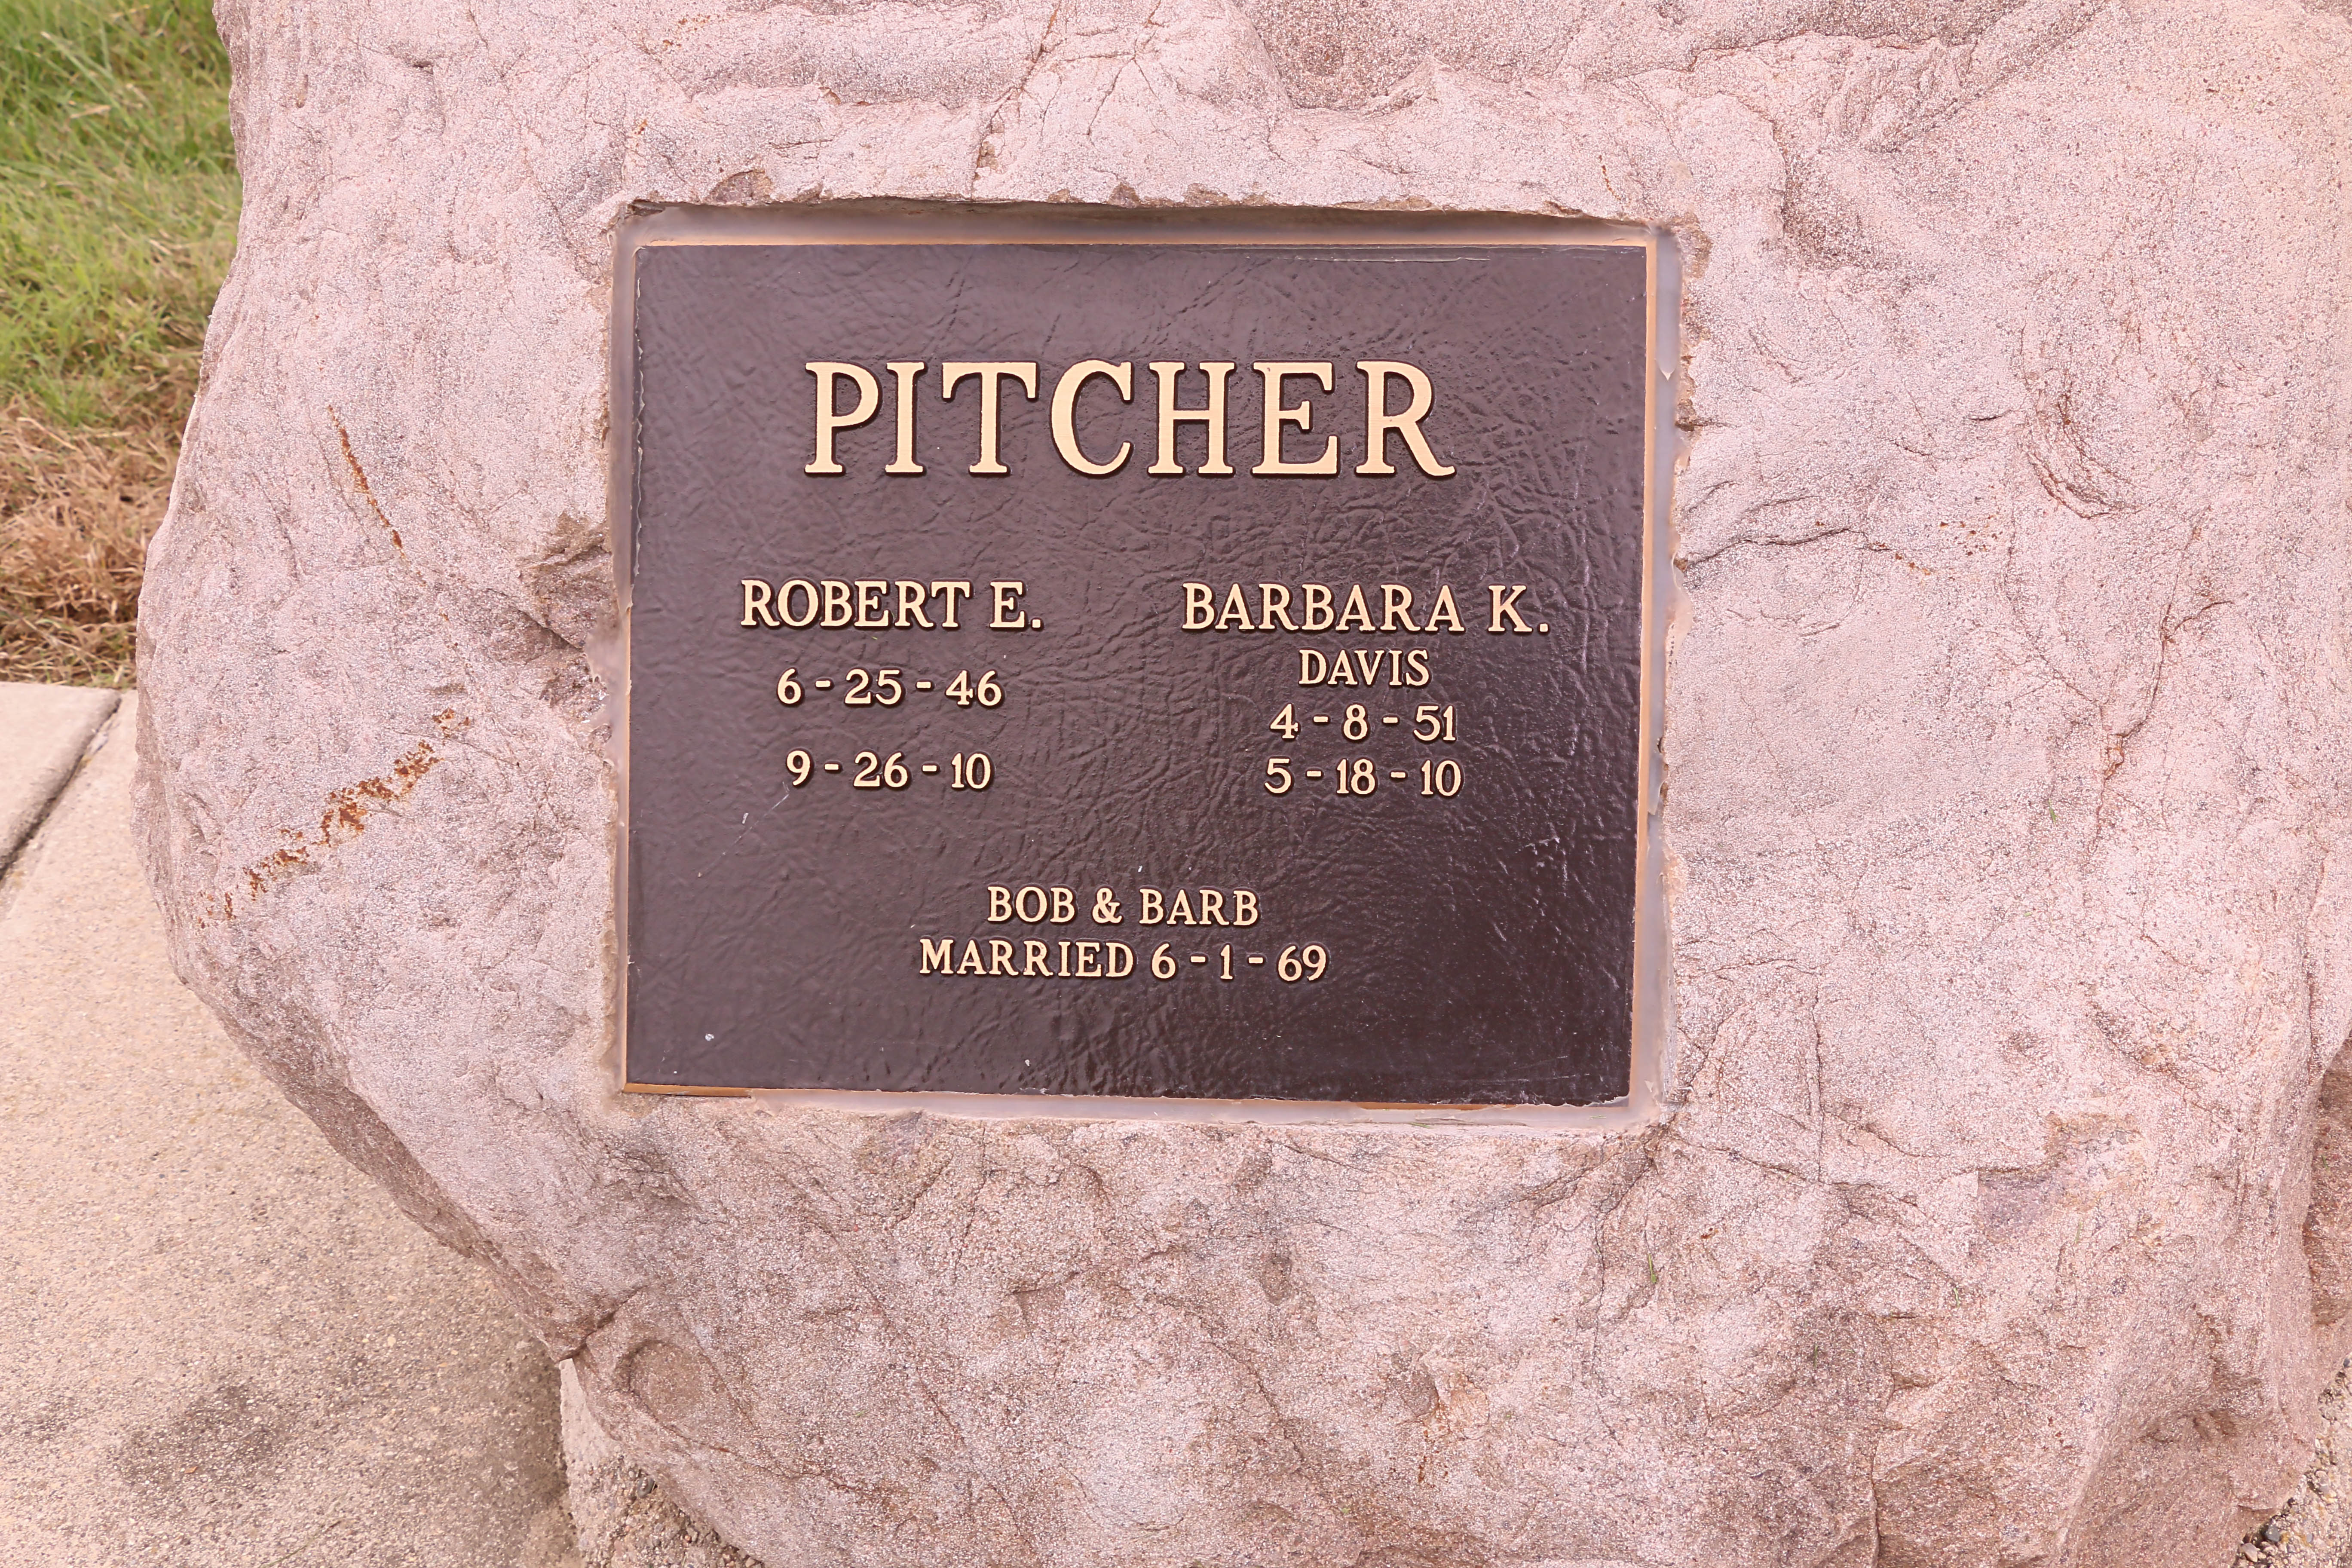 PITCHER
ROBERT E.
6 - 25 - 46
9 - 26 - 10
BARBARA K.
DAVIS
4 - 8 - 51
5 - 18 - 10
BOB & BARB
MARRIED 6 - 1 - 69